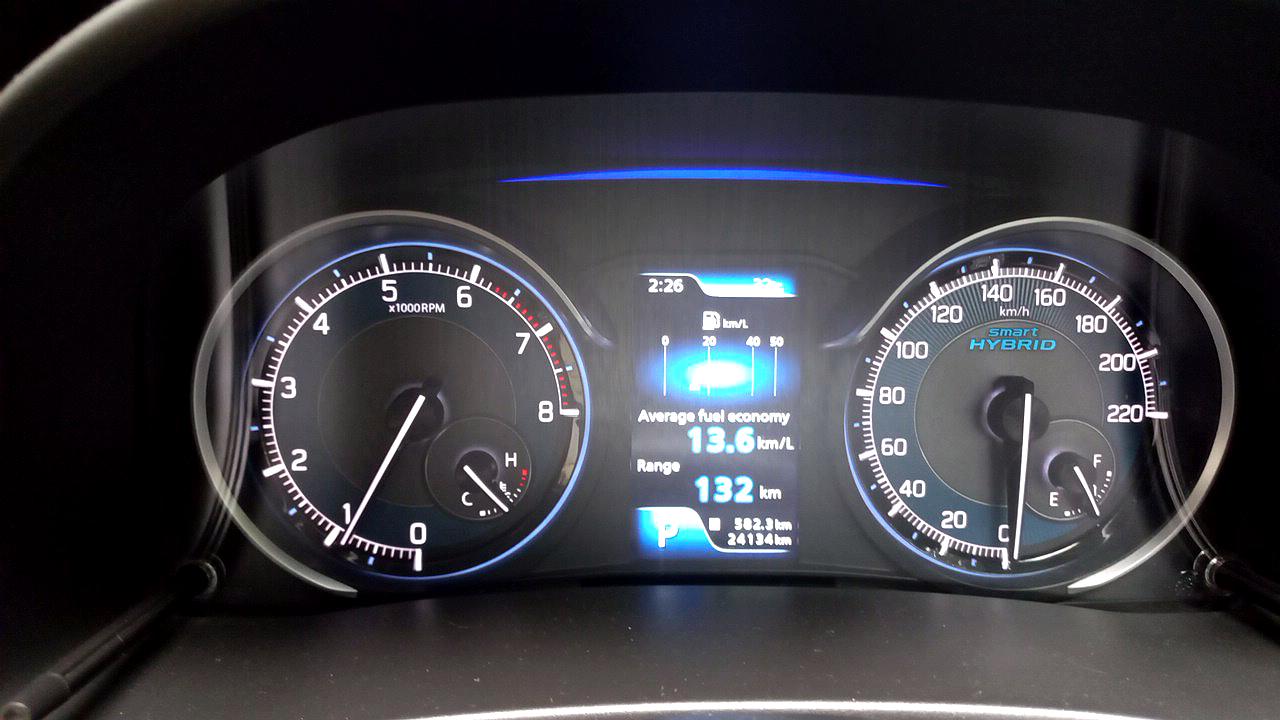 5
6
4
x1000RPM
7
3
8
2
H
C
1
0
2:26
km/L
0 20 40 50
Average fuel economy
13.6 km/L
Range
132 km
P
582.3 km
24134 km
140
160
120
km/h
180
smart
HYBRID
100
200
80
220
60
F
40
E
20
0